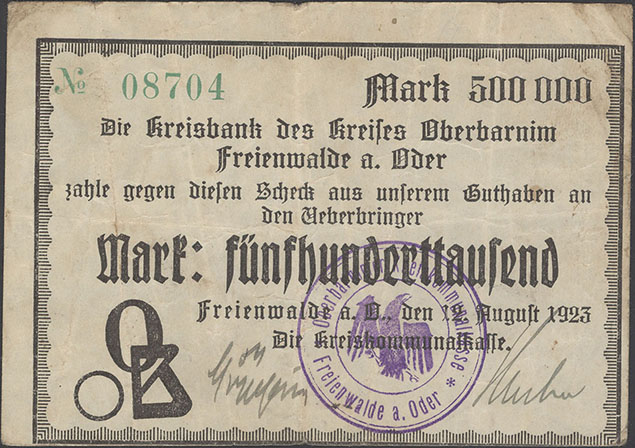 № 08704 Mark 500 000
Die Kreisbank des Kreises Oberbarnim
Freienwalde a. Oder
zahle gegen diesen Scheck aus unserem Guthaben an
den Ueberbringer
Mark: fünfhunderttausend
Freienwalde a. O., den 19. August 1923
Die Kreiskommunalkasse.
Freienwalde a. Oder *